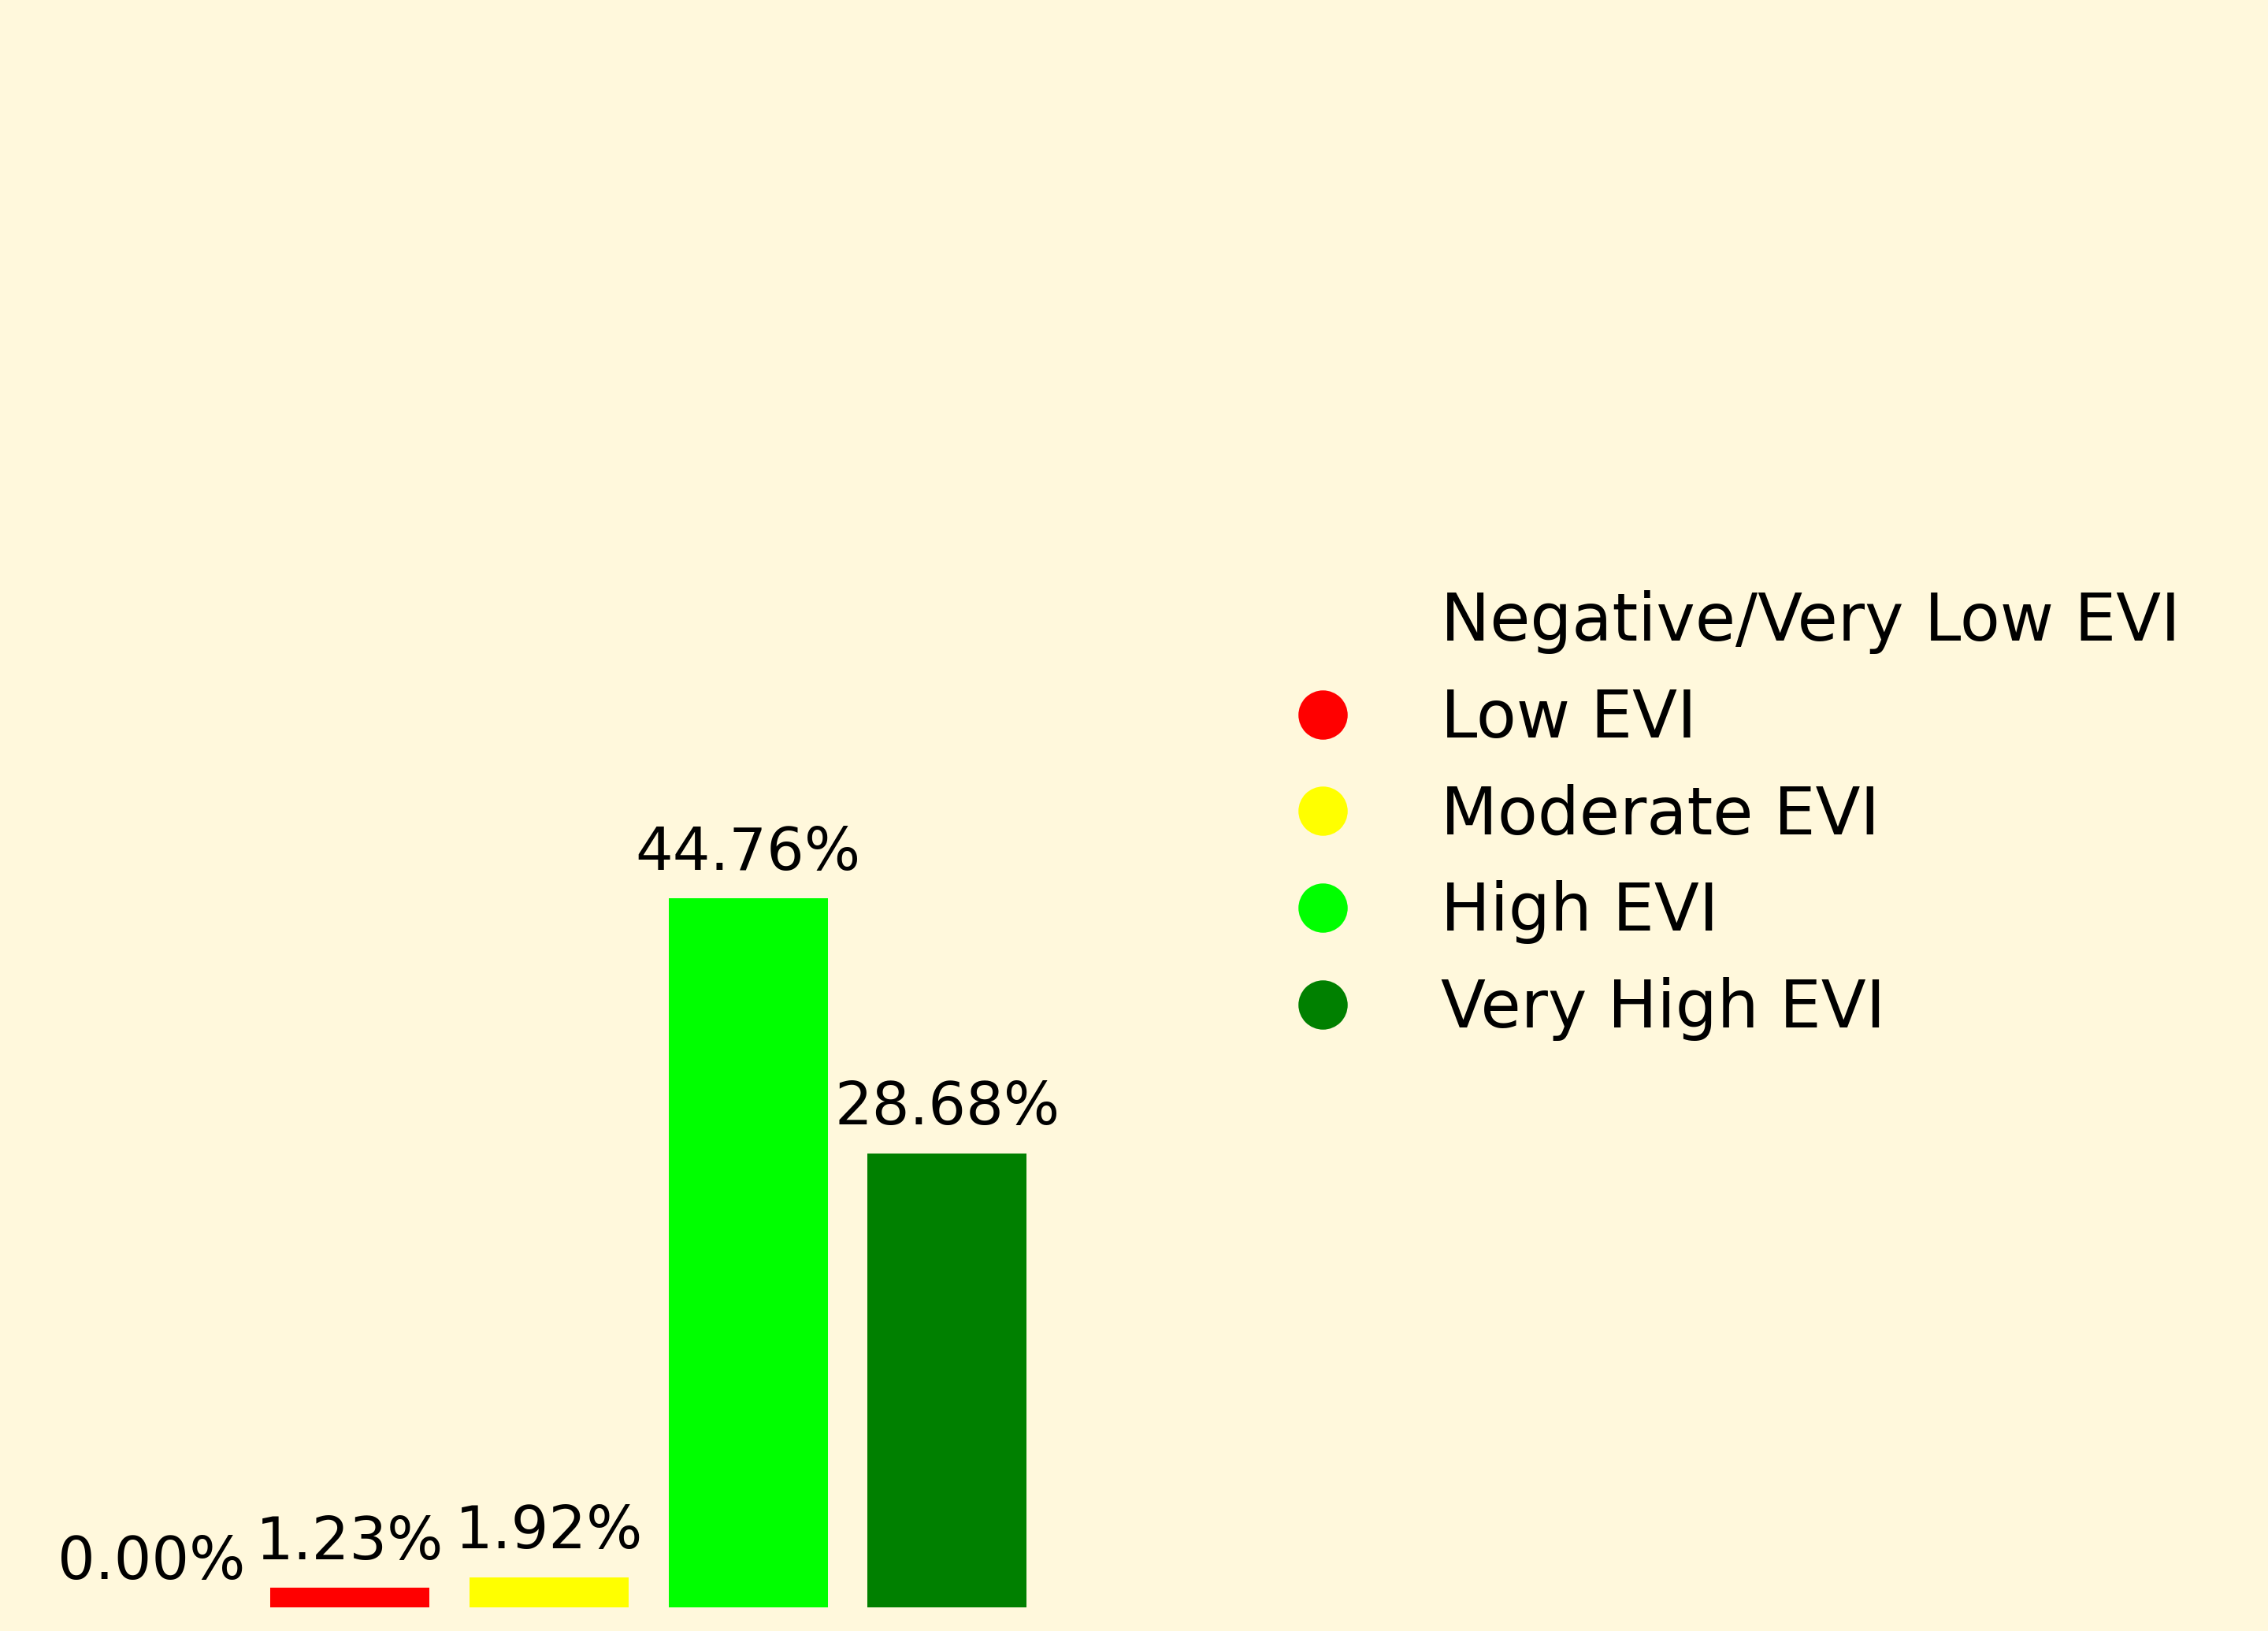 Negative/Very Low EVI
Low EVI
Moderate EVI
High EVI
Very High EVI
44.76%
28.68%
1.92%
1.23%
0.00%